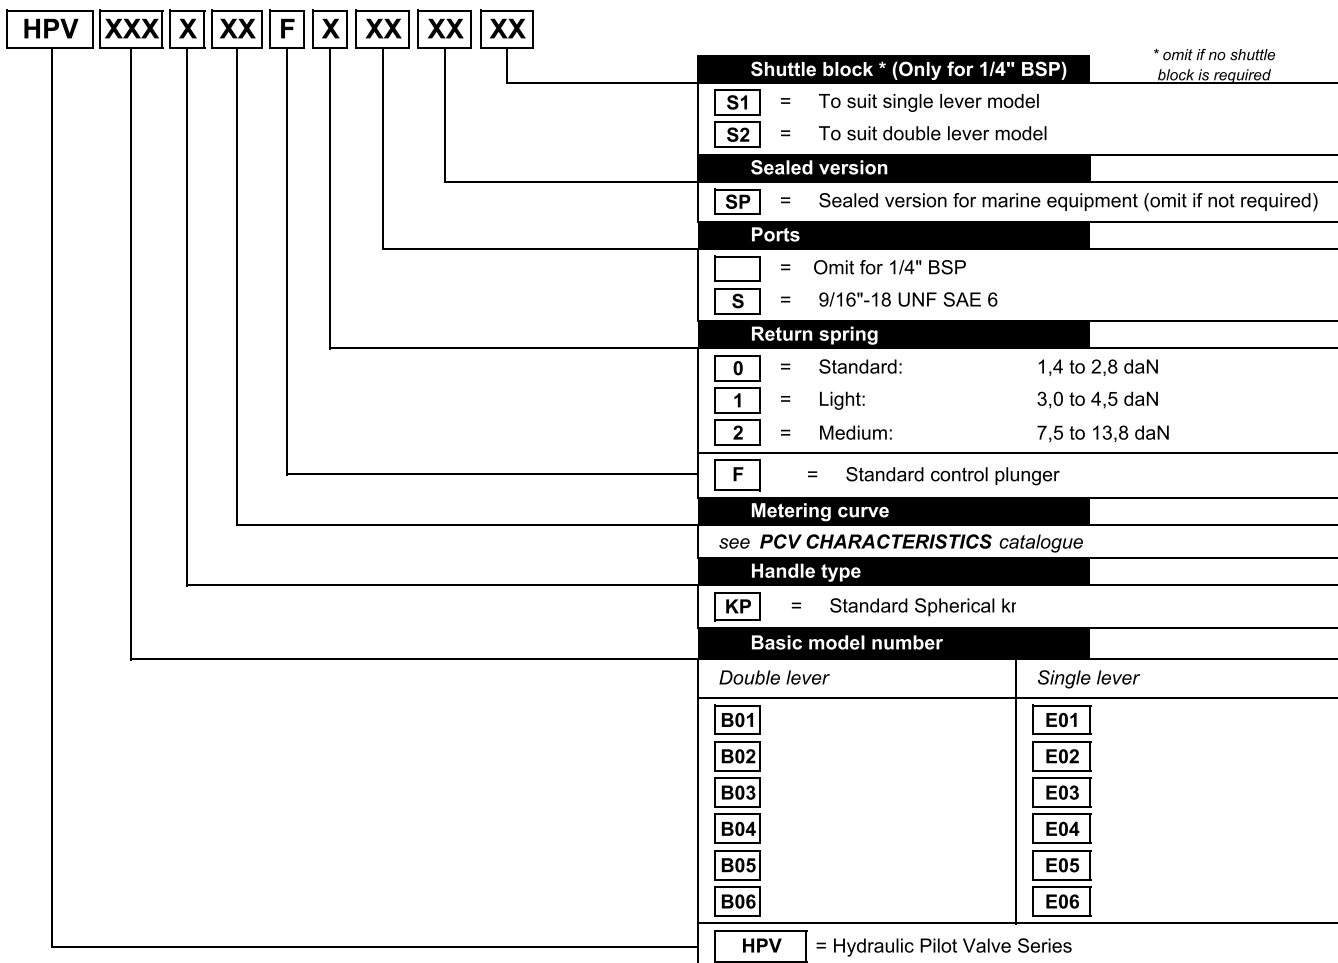 HPV XXX X XX F X XX XX XX
* omit if no shuttle
block is required
Shuttle block * (Only for 1/4" BSP)
S1 = To suit single lever model
S2 = To suit double lever model
Sealed version
SP = Sealed version for marine equipment (omit if not required)
Ports
= Omit for 1/4" BSP
S = 9/16"-18 UNF SAE 6
Return spring
0 = Standard: 1,4 to 2,8 daN
1 = Light: 3,0 to 4,5 daN
2 = Medium: 7,5 to 13,8 daN
F = Standard control plunger
Metering curve
see PCV CHARACTERISTICS catalogue
Handle type
KP = Standard Spherical
Basic model number
Double lever Single lever
B01 E01
B02 E02
B03 E03
B04 E04
B05 E05
B06 E06
HPV = Hydraulic Pilot Valve Series